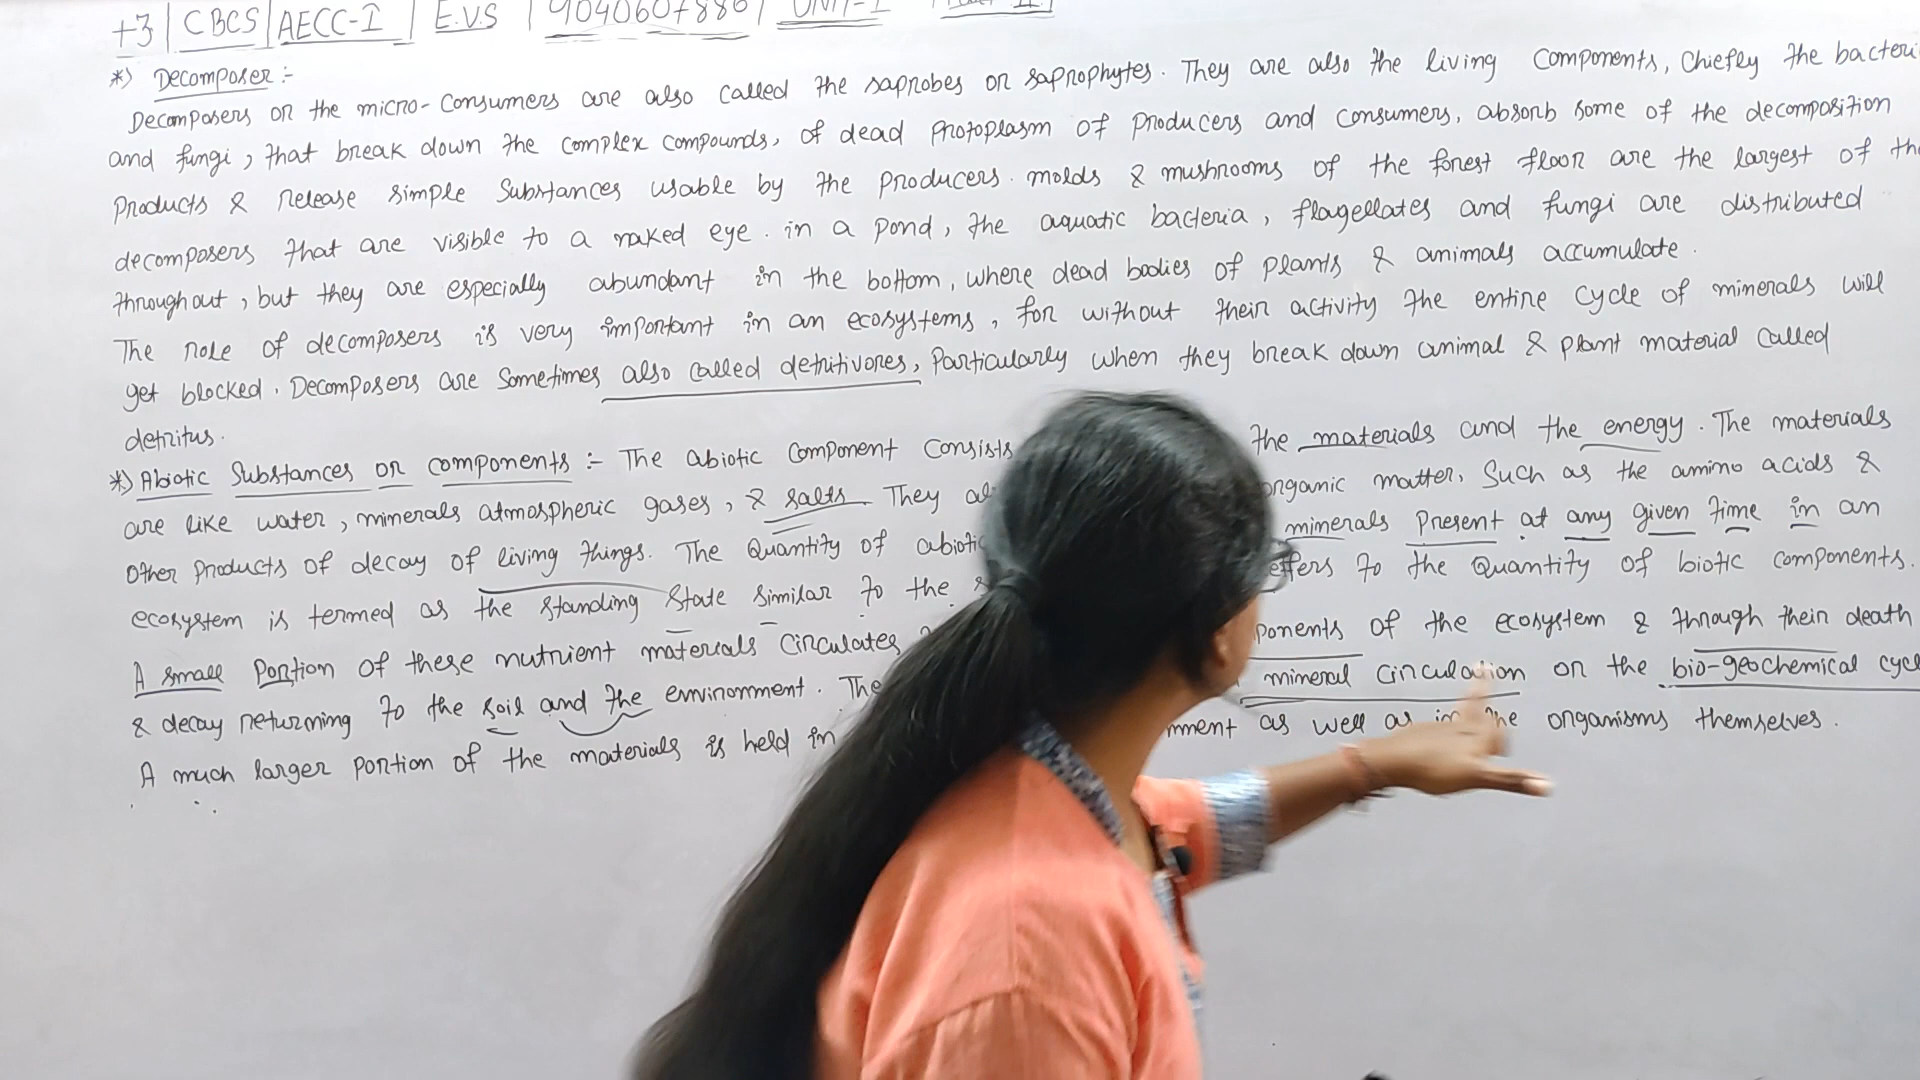 +3 | CBCS | AECC-I | E.V.S | 9040607886 | UNIT-I
*) Decomposer :-
Decomposers or the micro-consumers are also called the saprobes or saprophytes. They are also the living components, chiefly the bacteri
and fungi, that break down the complex compounds, of dead protoplasm of producers and consumers, absorb some of the decomposition
products & release simple substances usable by the producers. molds & mushrooms of the forest floor are the largest of the
decomposers that are visible to a naked eye. in a pond, the aquatic bacteria, flagellates and fungi are distributed
throughout, but they are especially abundant in the bottom, where dead bodies of plants & animals accumulate.
The role of decomposers is very important in an ecosystems, for without their activity the entire cycle of minerals will
get blocked. Decomposers are sometimes also called detritivores, particularly when they break down animal & plant material called
detritus.
*) Abiotic Substances or components :- The abiotic component consists the materials and the energy. The materials
are like water, minerals atmospheric gases, & salts They organic matter, such as the amino acids &
other products of decay of living things. The Quantity of minerals present at any given time in an
ecosystem is termed as the standing state similar to the to the Quantity of biotic components.
A small portion of these nutrient materials circulates of the ecosystem & through their death
& decay returning to the soil and the environment. The mineral circulation or the bio-geochemical cycl
A much larger portion of the materials is held in as well as in the organisms themselves.